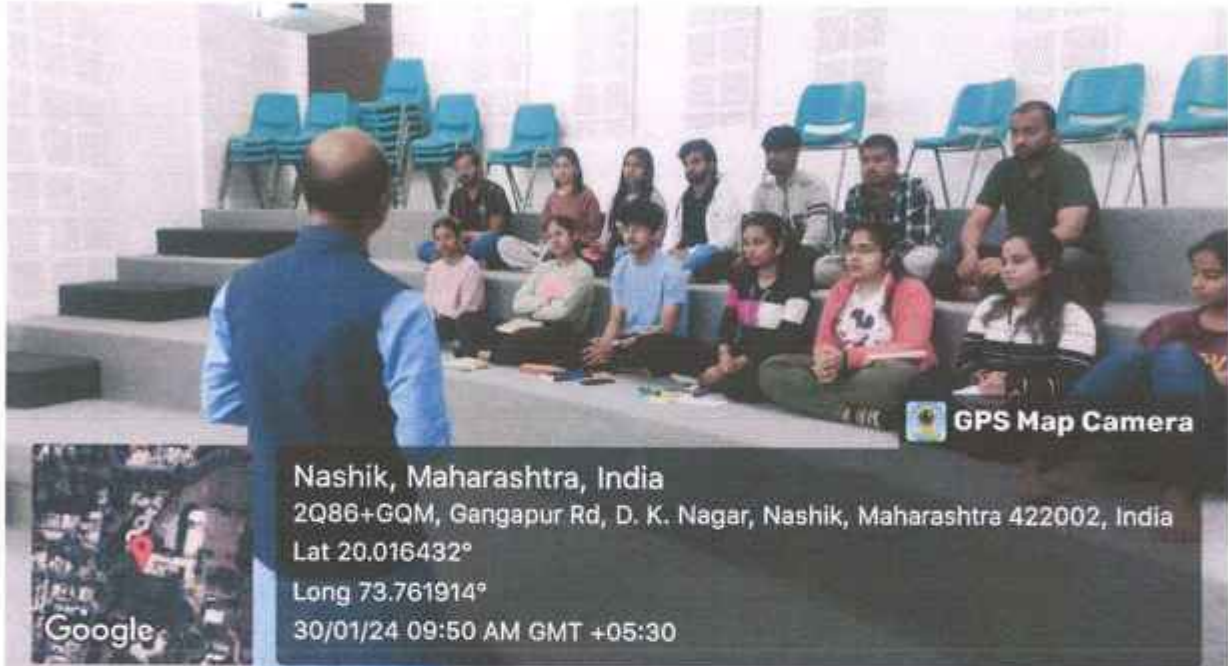 GPS Map Camera
Nashik, Maharashtra, India
2Q86+GQM, Gangapur Rd, D. K. Nagar, Nashik, Maharashtra 422002, India
Lat 20.016432°
Long 73.761914°
30/01/24 09:50 AM GMT +05:30
Google